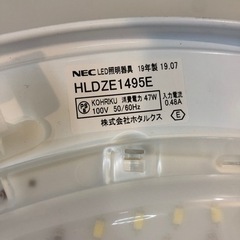 NEC LED照明器具 19年製 19.07
HLDZE1495E
PSE KOHRIKU 消費電力 47W 入力電流
100V 50/60Hz 0.48A
株式会社ホタルクス E